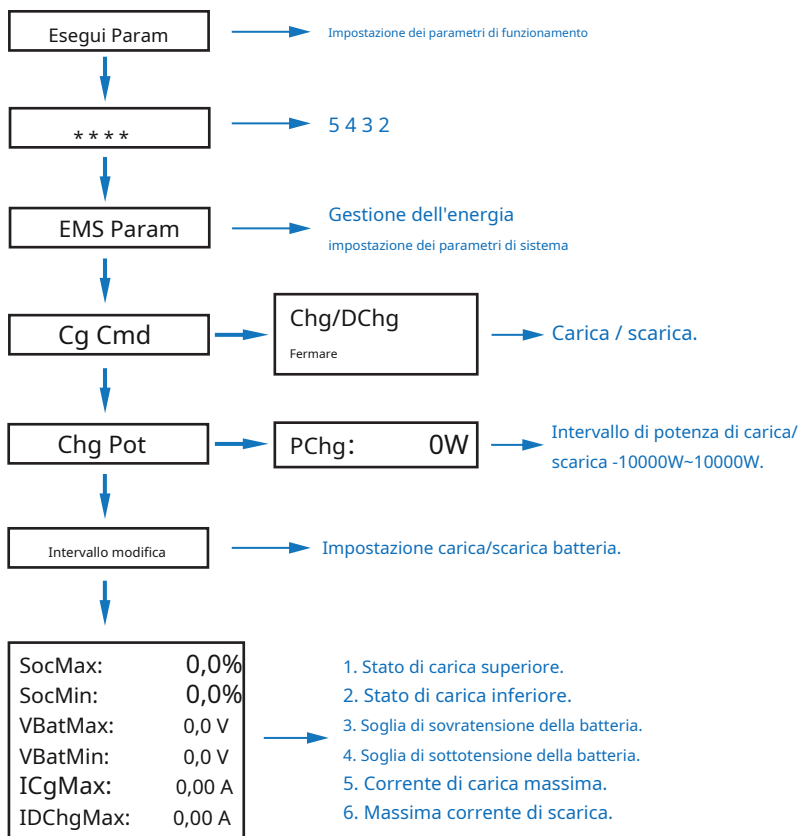 Esegui Param
Impostazione dei parametri di funzionamento
* * * *
5 4 3 2
EMS Param
Gestione dell'energia
impostazione dei parametri di sistema
Cg Cmd
Chg/DChg
Fermare
Carica / scarica.
Chg Pot
PChg: 0W
Intervallo di potenza di carica/
scarica -10000W~10000W.
Intervallo modifica
Impostazione carica/scarica batteria.
SocMax: 0,0%
SocMin: 0,0%
VBatMax: 0,0 V
VBatMin: 0,0 V
ICgMax: 0,00 A
IDChgMax: 0,00 A
1. Stato di carica superiore.
2. Stato di carica inferiore.
3. Soglia di sovratensione della batteria.
4. Soglia di sottotensione della batteria.
5. Corrente di carica massima.
6. Massima corrente di scarica.